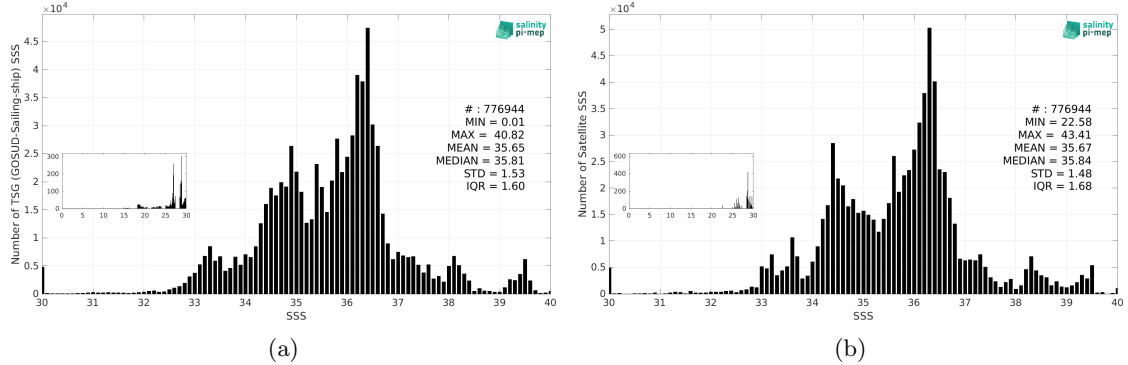 ×10⁴
4.5
4
3.5
3
2.5
2
1.5
1
0.5
0
Number of TSG (GOSUD-Sailing-ship) SSS
salinity
pi-mep
# : 776944
MIN = 0.01
MAX = 40.82
MEAN = 35.65
MEDIAN = 35.81
STD = 1.53
IQR = 1.60
300
200
100
0
0 5 10 15 20 25 30
30 31 32 33 34 35 36 37 38 39 40
SSS
(a)
×10⁴
5
4.5
4
3.5
3
2.5
2
1.5
1
0.5
0
Number of Satellite SSS
salinity
pi-mep
# : 776944
MIN = 22.58
MAX = 43.41
MEAN = 35.67
MEDIAN = 35.84
STD = 1.48
IQR = 1.68
600
400
200
0
0 5 10 15 20 25 30
30 31 32 33 34 35 36 37 38 39 40
SSS
(b)